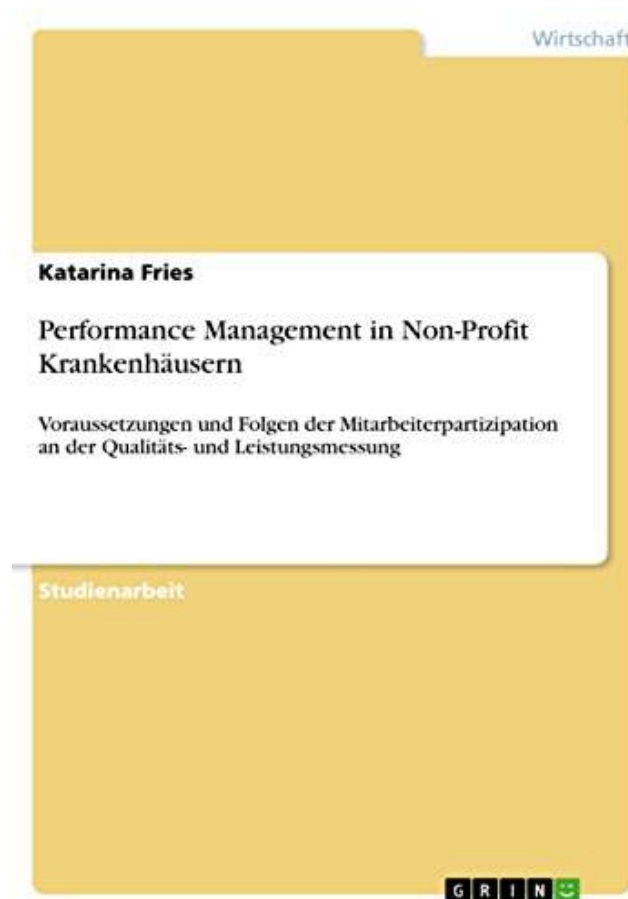 Wirtschaft
Katarina Fries
Performance Management in Non-Profit
Krankenhäusern
Voraussetzungen und Folgen der Mitarbeiterpartizipation
an der Qualitäts- und Leistungsmessung
Studienarbeit
GRIN